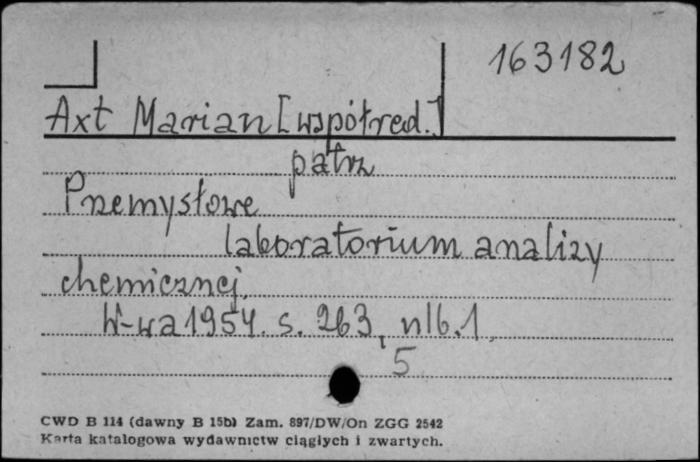 163182
Axt Marian [współred.]
patrz
Przemysłowe
laboratorium analizy
chemicznej.
W-wa 1954. s. 263, nlb. 1
5
CWD B 114 (dawny B 15b) Zam. 897/DW/On ZGG 2542
Karta katalogowa wydawnictw ciągłych i zwartych.